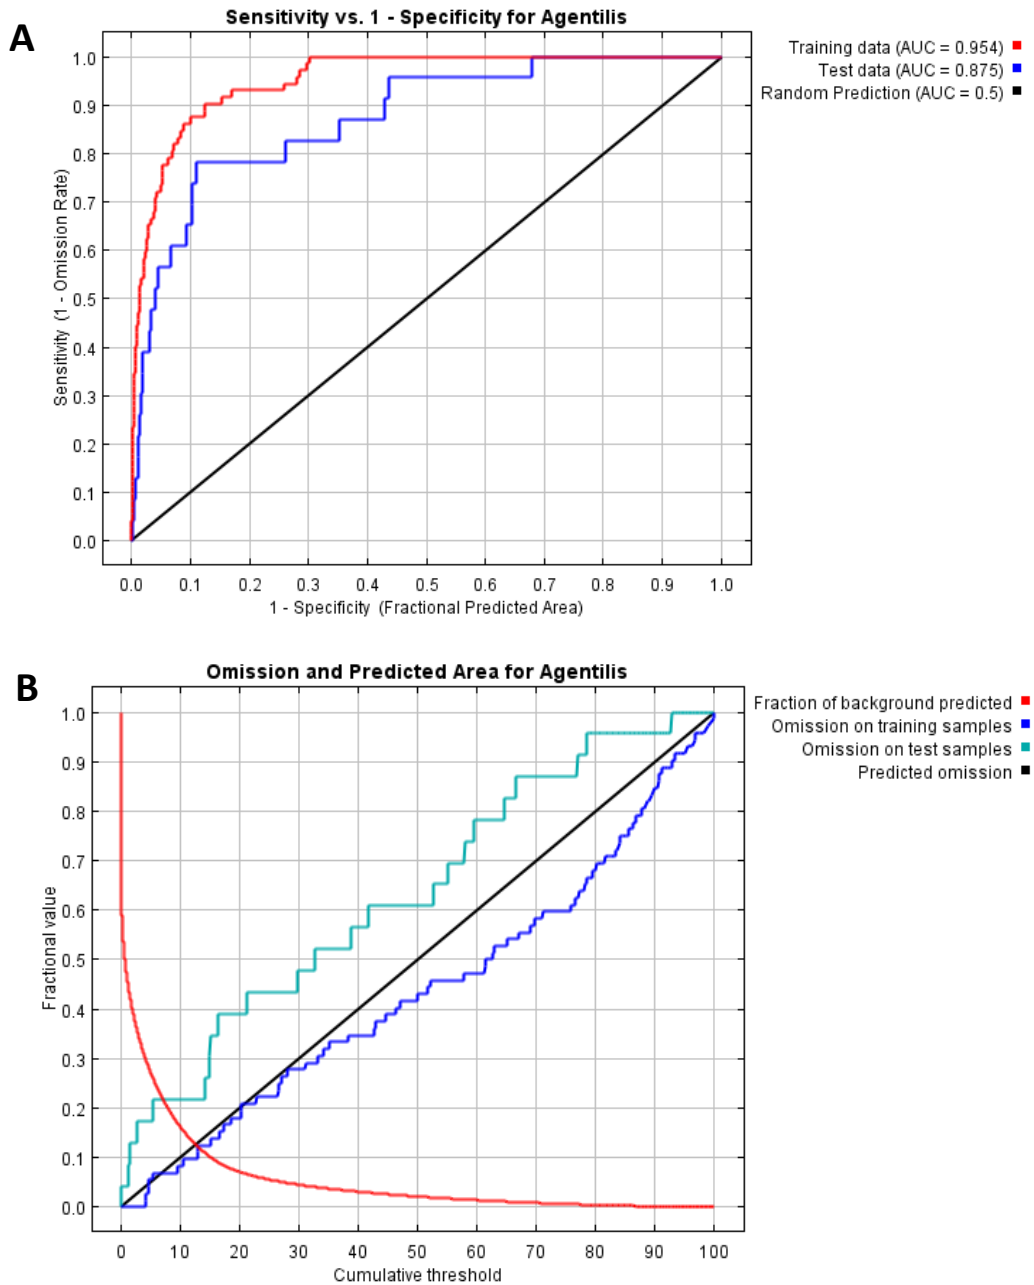 A
Sensitivity vs. 1 - Specificity for Agentilis
Training data (AUC = 0.954)
Test data (AUC = 0.875)
Random Prediction (AUC = 0.5)
Sensitivity (1 - Omission Rate)
1.0
0.9
0.8
0.7
0.6
0.5
0.4
0.3
0.2
0.1
0.0
0.0 0.1 0.2 0.3 0.4 0.5 0.6 0.7 0.8 0.9 1.0
1 - Specificity (Fractional Predicted Area)
B
Omission and Predicted Area for Agentilis
Fraction of background predicted
Omission on training samples
Omission on test samples
Predicted omission
Fractional value
1.0
0.9
0.8
0.7
0.6
0.5
0.4
0.3
0.2
0.1
0.0
0 10 20 30 40 50 60 70 80 90 100
Cumulative threshold